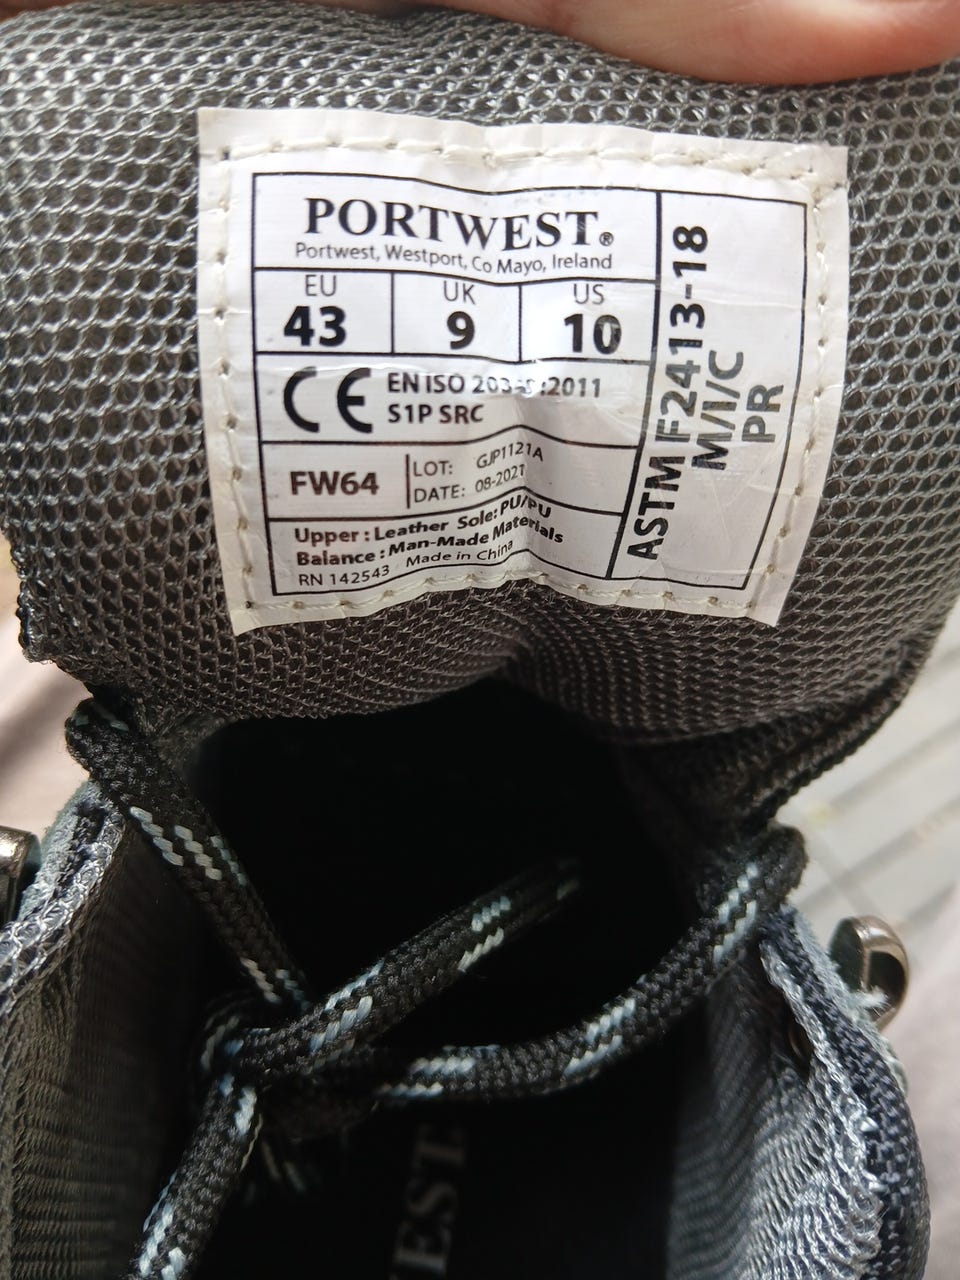 PORTWEST®
Portwest, Westport, Co Mayo, Ireland
EU UK US
43 9 10
CE EN ISO :2011
S1P SRC
FW64 LOT: GJP1121A
DATE: 08-2021
Upper : Leather Sole: PU/PU
Balance : Man-Made Materials
RN 142543 Made in China
ASTM F2413-18
M/I/C
PR